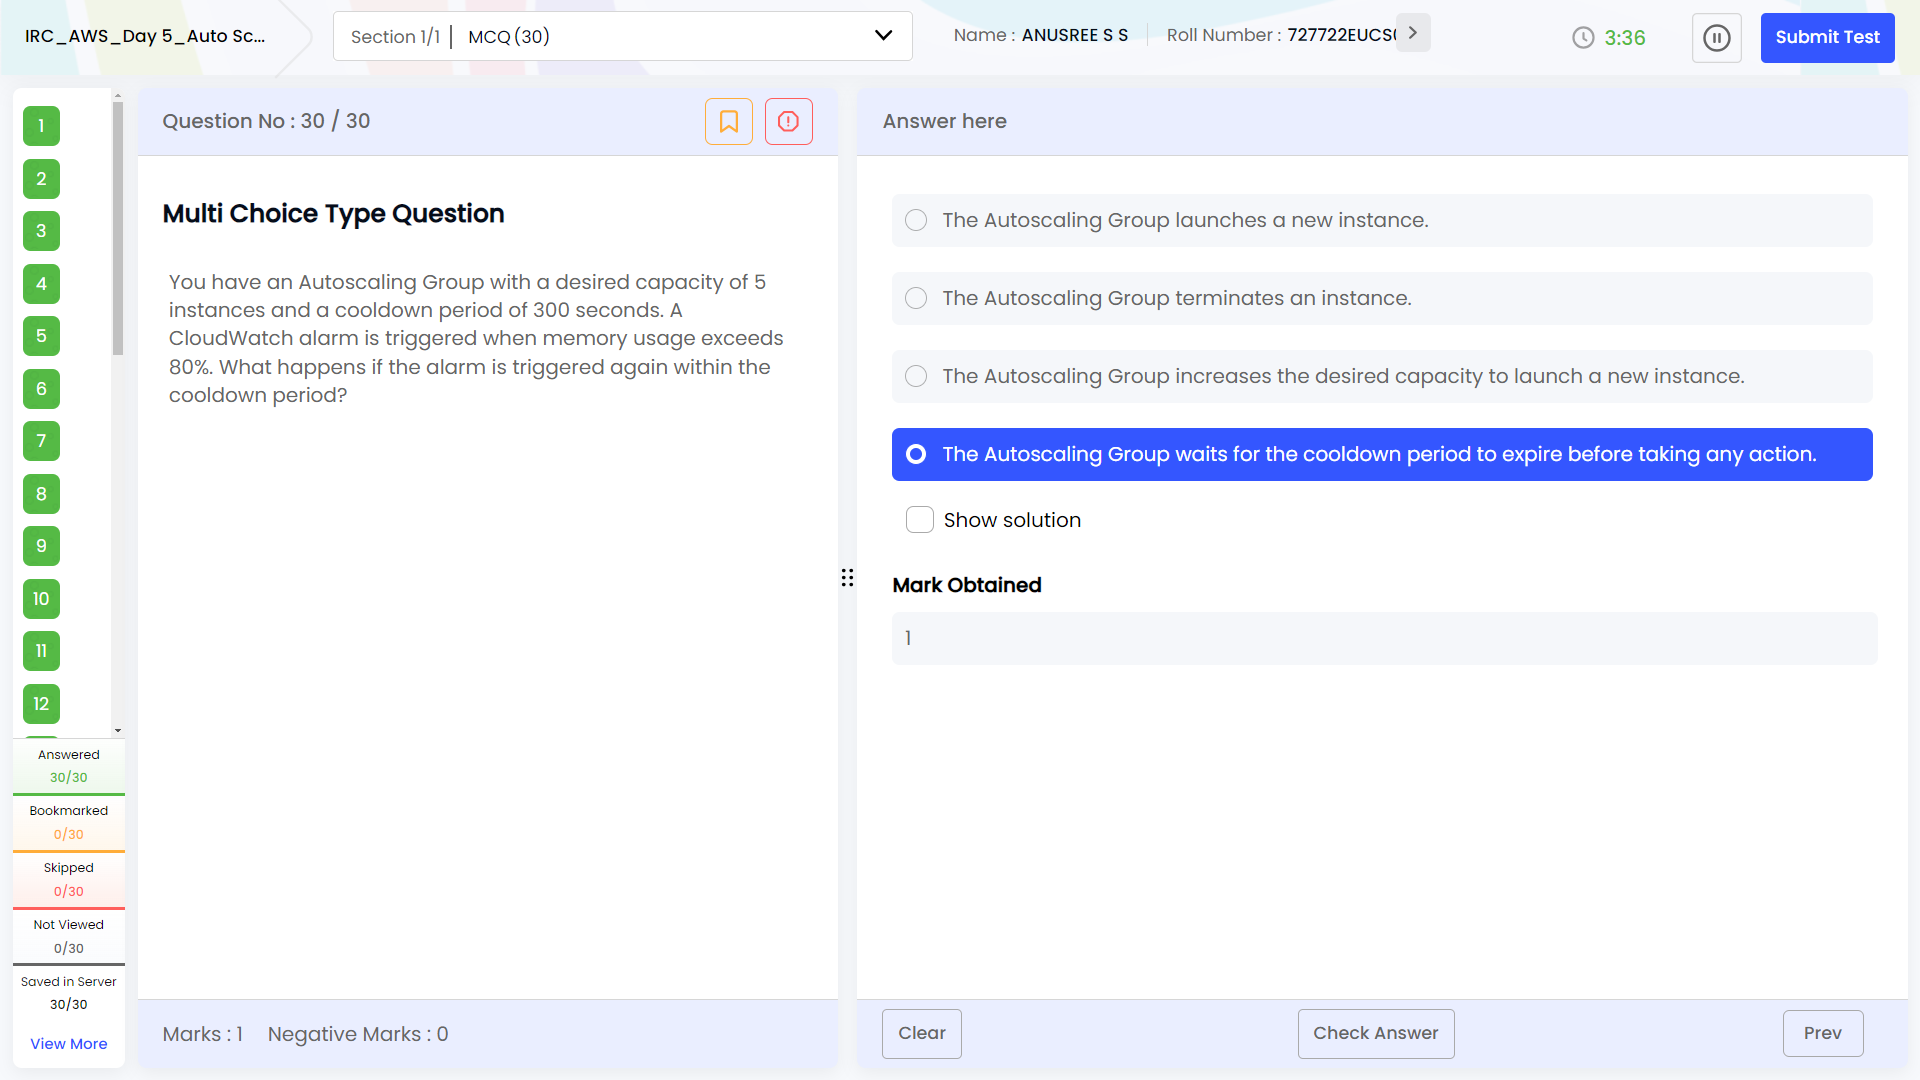 IRC_AWS_Day 5_Auto Sc...
Section 1/1 | MCQ (30)
Name : ANUSREE S S
Roll Number : 727722EUCS
3:36
Submit Test
1
2
3
4
5
6
7
8
9
10
11
12
Answered
30/30
Bookmarked
0/30
Skipped
0/30
Not Viewed
0/30
Saved in Server
30/30
View More
Question No : 30 / 30
Multi Choice Type Question
You have an Autoscaling Group with a desired capacity of 5
instances and a cooldown period of 300 seconds. A
CloudWatch alarm is triggered when memory usage exceeds
80%. What happens if the alarm is triggered again within the
cooldown period?
Marks : 1 Negative Marks : 0
Answer here
The Autoscaling Group launches a new instance.
The Autoscaling Group terminates an instance.
The Autoscaling Group increases the desired capacity to launch a new instance.
The Autoscaling Group waits for the cooldown period to expire before taking any action.
Show solution
Mark Obtained
1
Clear
Check Answer
Prev